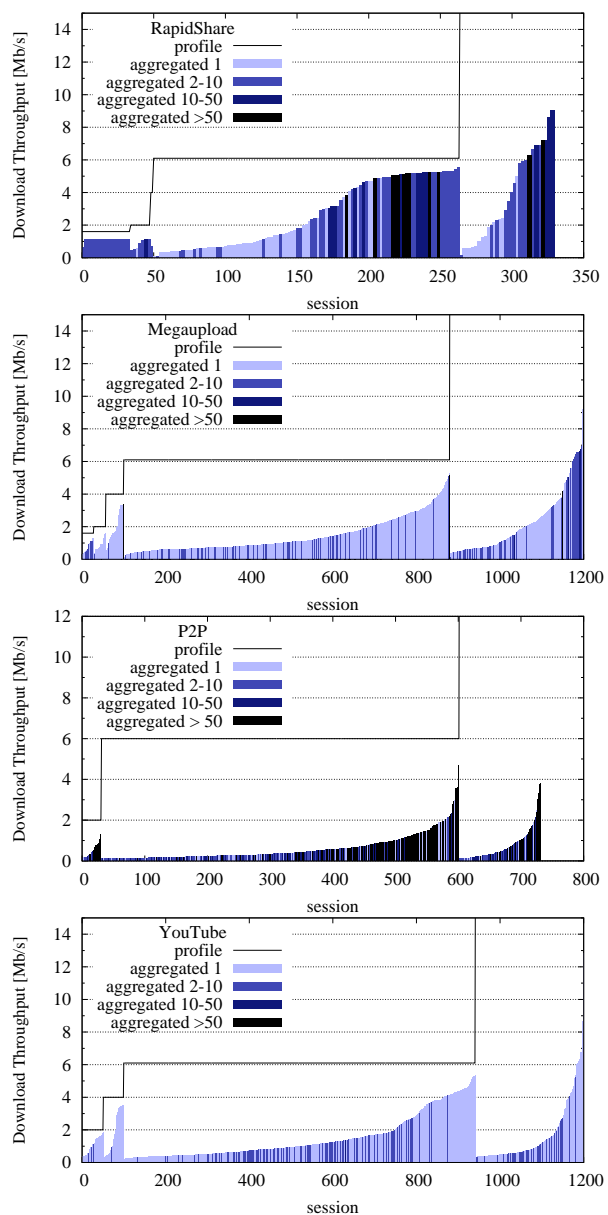 RapidShare
profile
aggregated 1
aggregated 2-10
aggregated 10-50
aggregated >50
Download Throughput [Mb/s]
14
12
10
8
6
4
2
0
0 50 100 150 200 250 300 350
session
Megaupload
profile
aggregated 1
aggregated 2-10
aggregated 10-50
aggregated >50
Download Throughput [Mb/s]
14
12
10
8
6
4
2
0
0 200 400 600 800 1000 1200
session
P2P
profile
aggregated 1
aggregated 2-10
aggregated 10-50
aggregated > 50
Download Throughput [Mb/s]
12
10
8
6
4
2
0
0 100 200 300 400 500 600 700 800
session
YouTube
profile
aggregated 1
aggregated 2-10
aggregated 10-50
aggregated >50
Download Throughput [Mb/s]
14
12
10
8
6
4
2
0
0 200 400 600 800 1000 1200
session